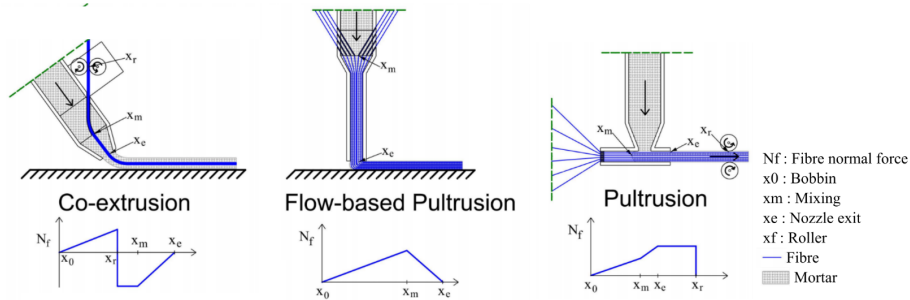 x_r
x_m
x_e
Co-extrusion
N_f
x_0
x_r
x_m
x_e
x_m
x_e
Flow-based Pultrusion
N_f
x_0
x_m
x_e
x_m
x_e
x_r
Pultrusion
N_f
x_0
x_m
x_e
x_r
Nf : Fibre normal force
x0 : Bobbin
xm : Mixing
xe : Nozzle exit
xf : Roller
Fibre
Mortar